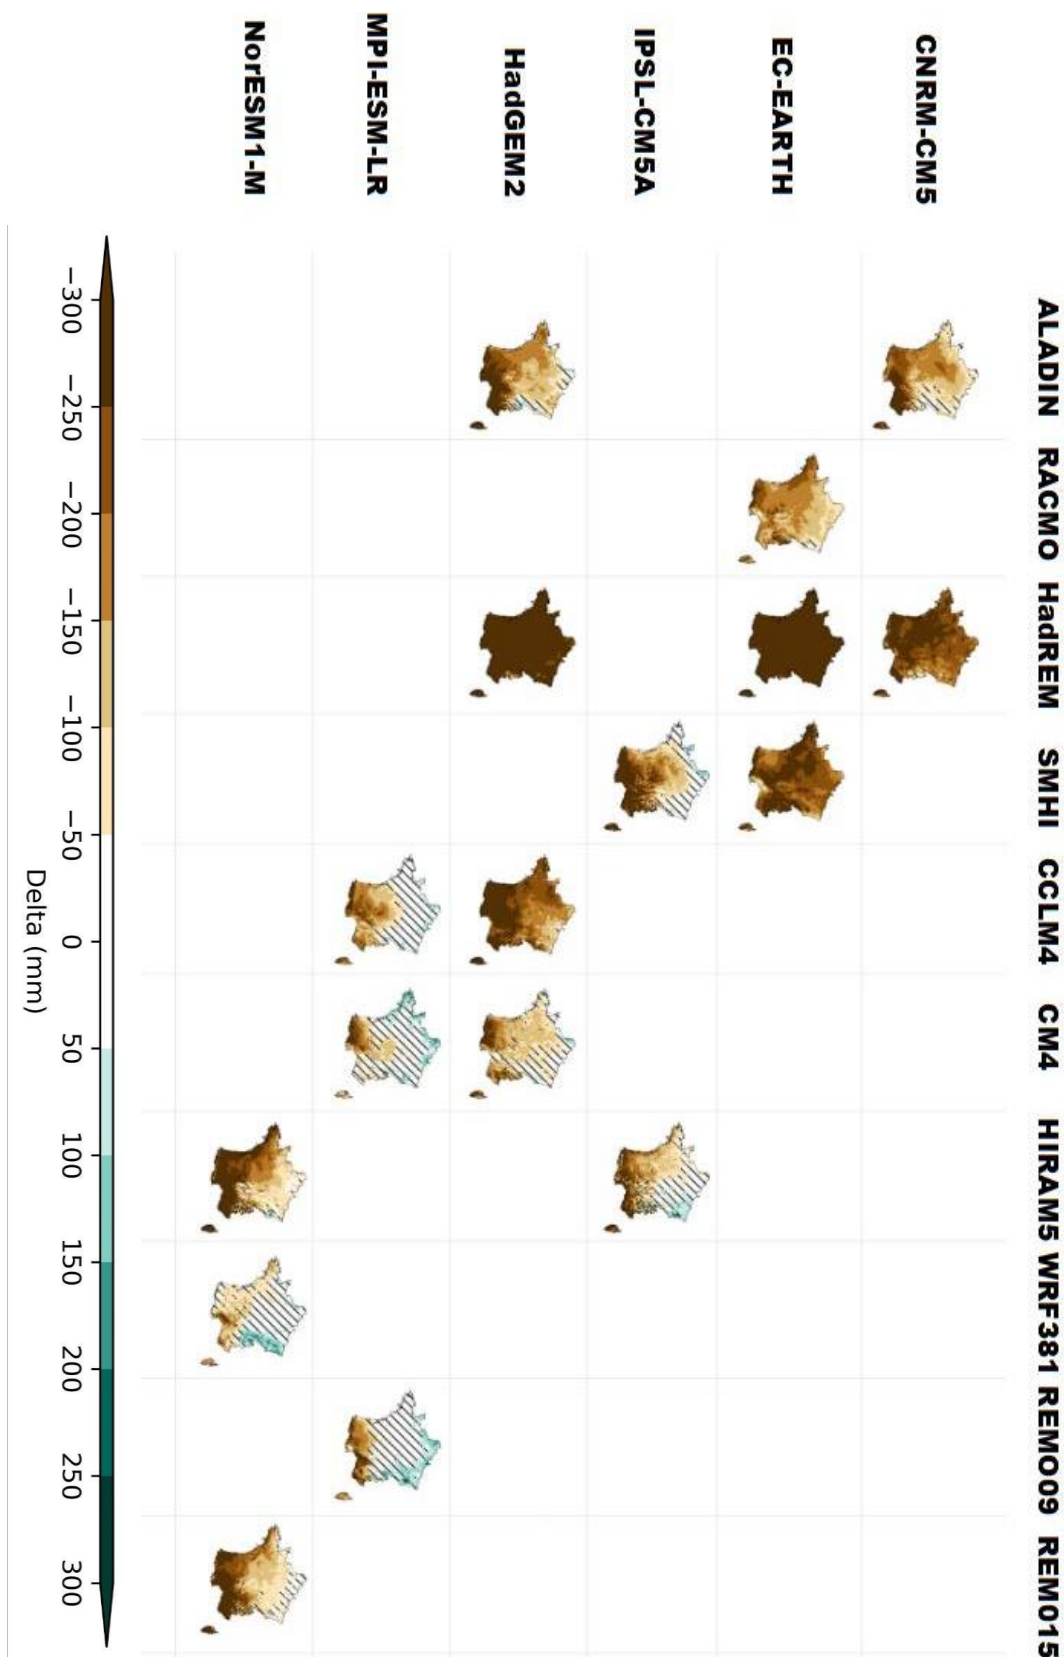 ALADIN
RACMO
HadREM
SMHI
CCLM4
CM4
HIRAM5
WRF381
REMO09
REMO15
CNRM-CM5
EC-EARTH
IPSL-CM5A
HadGEM2
MPI-ESM-LR
NorESM1-M
−300
−250
−200
−150
−100
−50
0
50
100
150
200
250
300
Delta (mm)